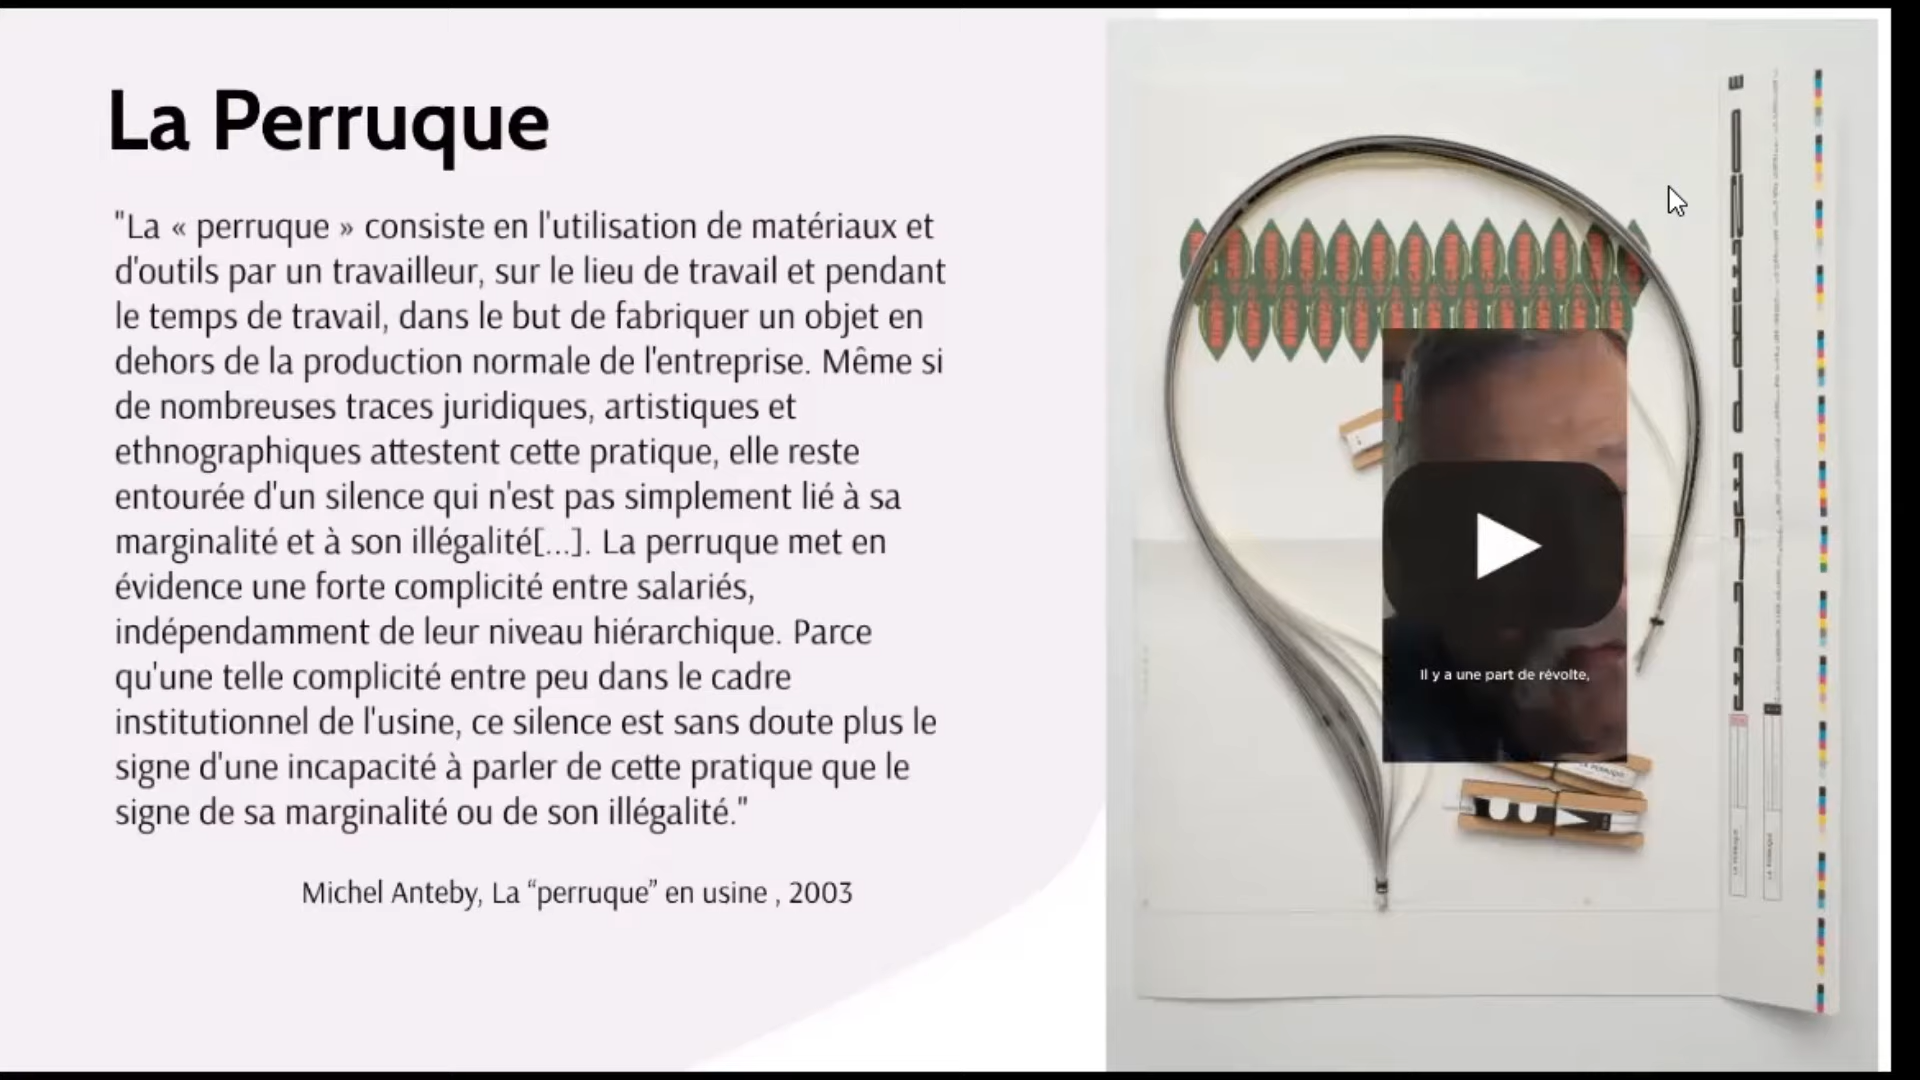 La Perruque
"La « perruque » consiste en l'utilisation de matériaux et
d'outils par un travailleur, sur le lieu de travail et pendant
le temps de travail, dans le but de fabriquer un objet en
dehors de la production normale de l'entreprise. Même si
de nombreuses traces juridiques, artistiques et
ethnographiques attestent cette pratique, elle reste
entourée d'un silence qui n'est pas simplement lié à sa
marginalité et à son illégalité[...]. La perruque met en
évidence une forte complicité entre salariés,
indépendamment de leur niveau hiérarchique. Parce
qu'une telle complicité entre peu dans le cadre
institutionnel de l'usine, ce silence est sans doute plus le
signe d'une incapacité à parler de cette pratique que le
signe de sa marginalité ou de son illégalité."
Michel Anteby, La “perruque” en usine , 2003
Il y a une part de révolte,